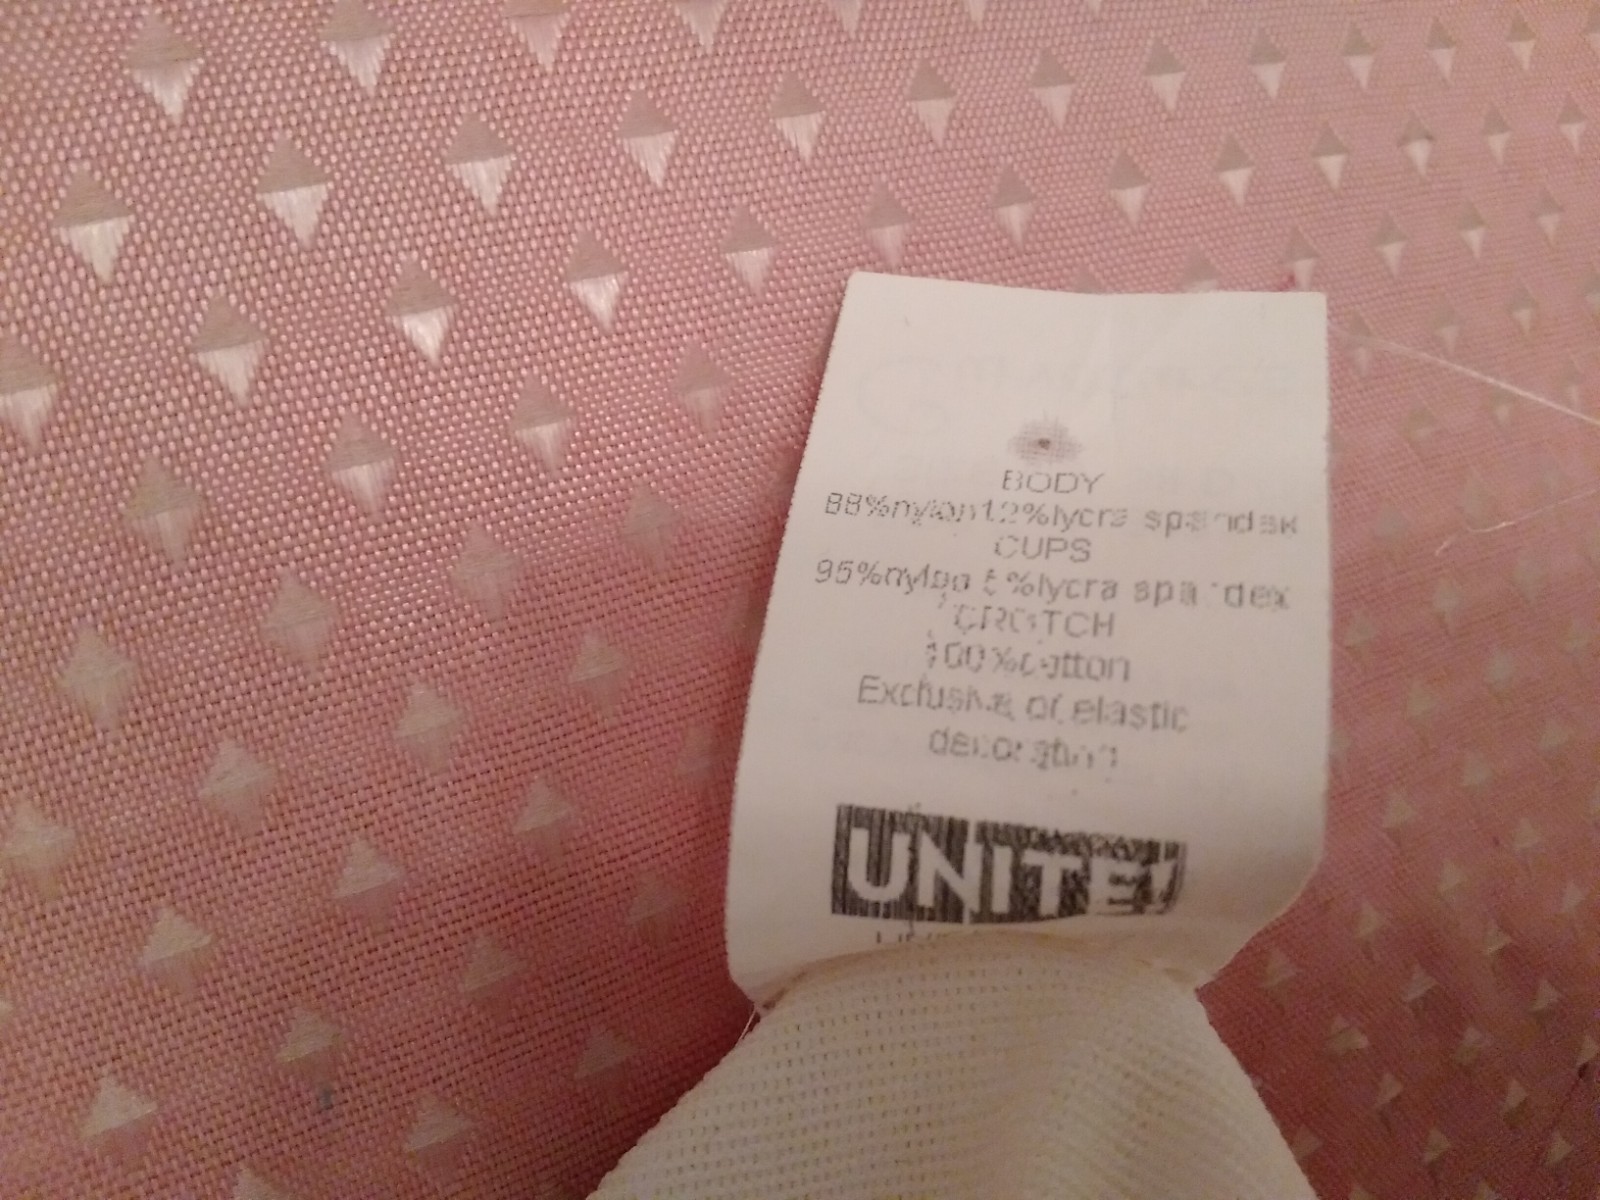 BODY
88%nylon12%lycra spandex
CUPS
95%nylon 5%lycra spandex
CROTCH
100%cotton
Exclusive of elastic
decoration
UNITE